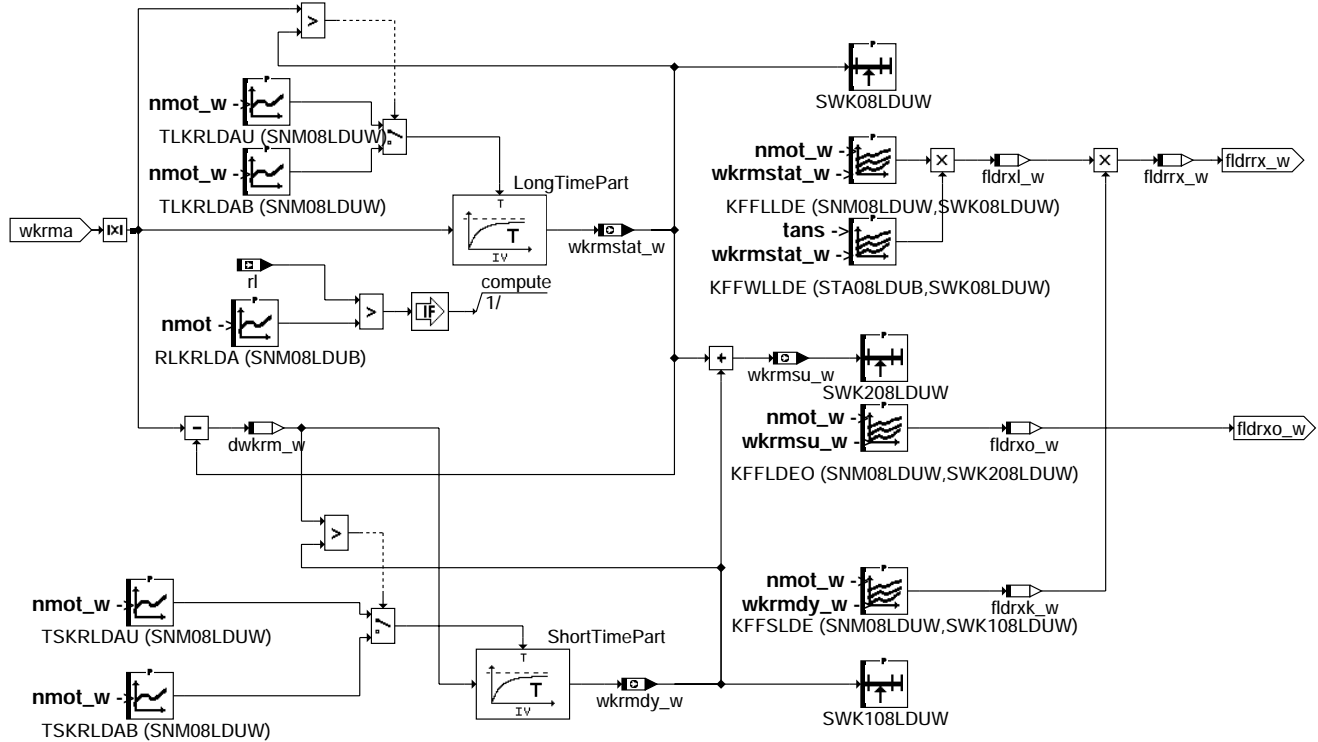 >
P
SWK08LDUW
P
nmot_w
TLKRLDAU (SNM08LDUW)
P
nmot_w
TLKRLDAB (SNM08LDUW)
P
nmot_w
wkrmstat_w
KFFLLDE (SNM08LDUW,SWK08LDUW)
fldrxl_w
fldrrx_w
fldrrx_w
LongTimePart
T
T
IV
wkrma
|X|
wkrmstat_w
P
tans
wkrmstat_w
KFFWLLDE (STA08LDUB,SWK08LDUW)
rl
P
nmot
RLKRLDA (SNM08LDUB)
>
IF
compute
1/
+
wkrmsu_w
P
SWK208LDUW
-
dwkrm_w
P
nmot_w
wkrmsu_w
KFFLDEO (SNM08LDUW,SWK208LDUW)
fldrxo_w
fldrxo_w
>
P
nmot_w
TSKRLDAU (SNM08LDUW)
P
nmot_w
TSKRLDAB (SNM08LDUW)
P
nmot_w
wkrmdy_w
KFFSLDE (SNM08LDUW,SWK108LDUW)
fldrxk_w
ShortTimePart
T
T
IV
wkrmdy_w
P
SWK108LDUW